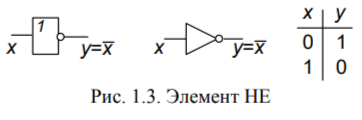 1
x y=x̅ x y=x̅
x y
0 1
1 0
Рис. 1.3. Элемент НЕ